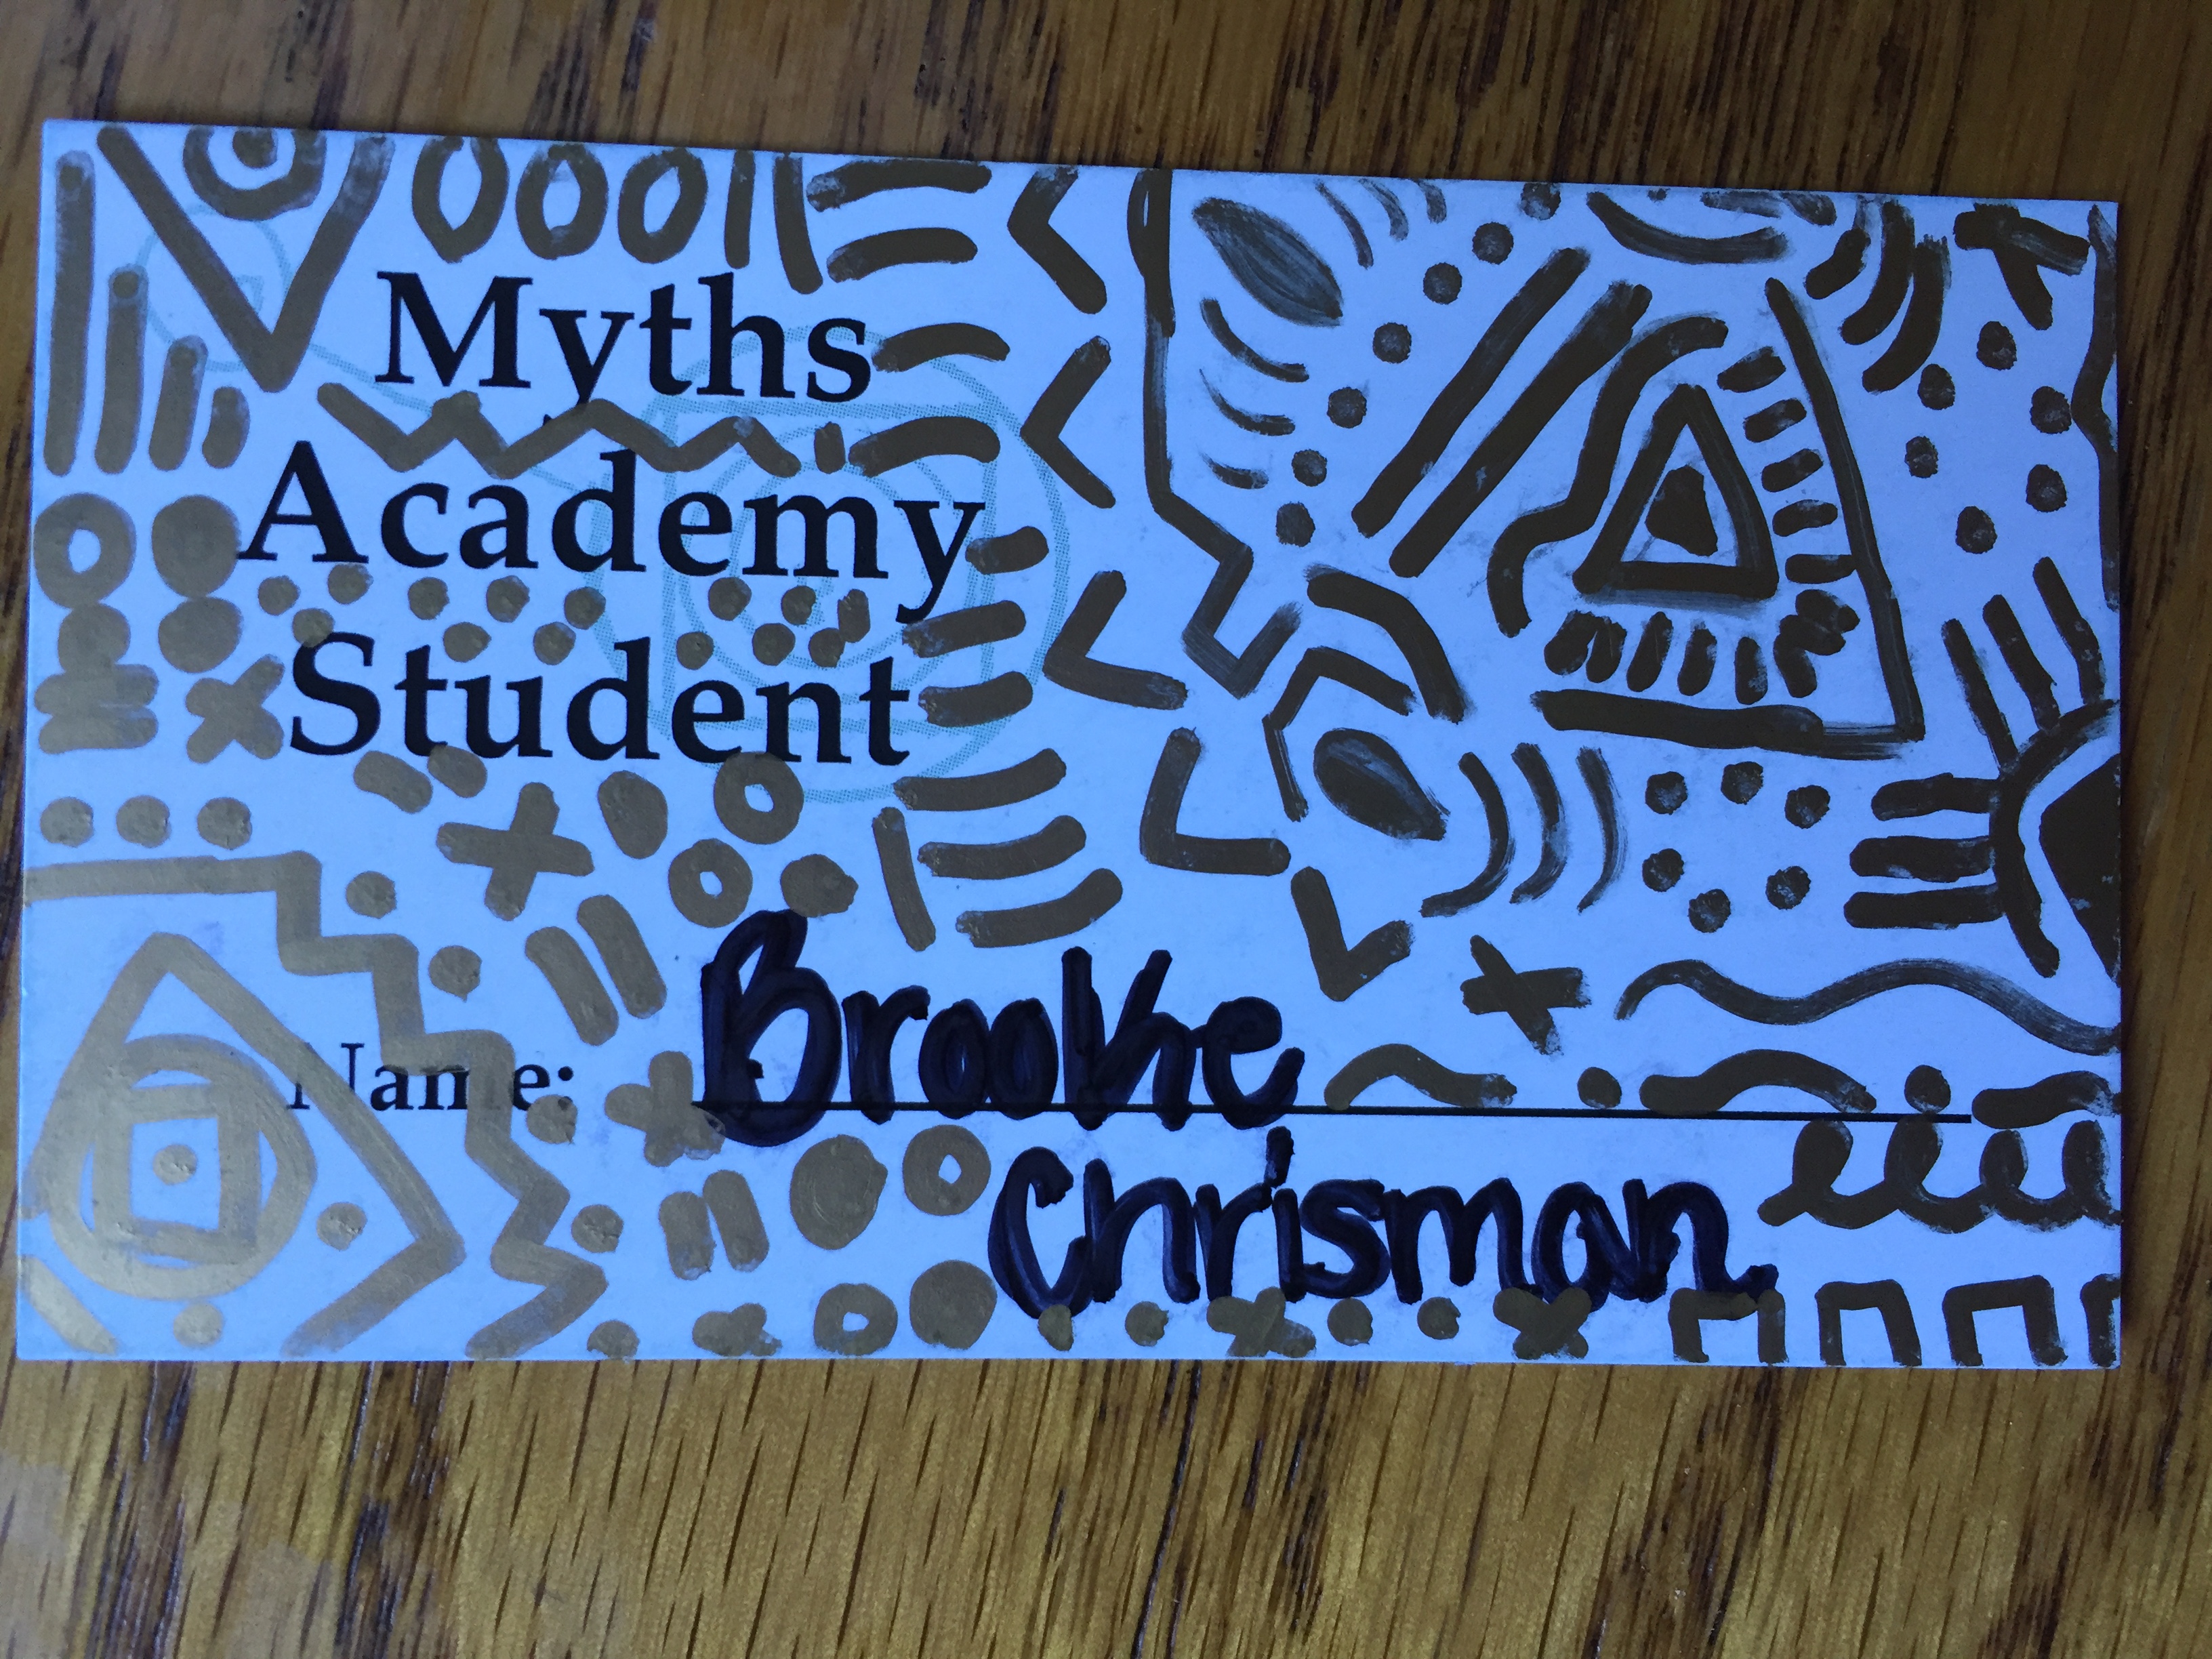 Myths
Academy
Student
Name: Brooke
Chrisman